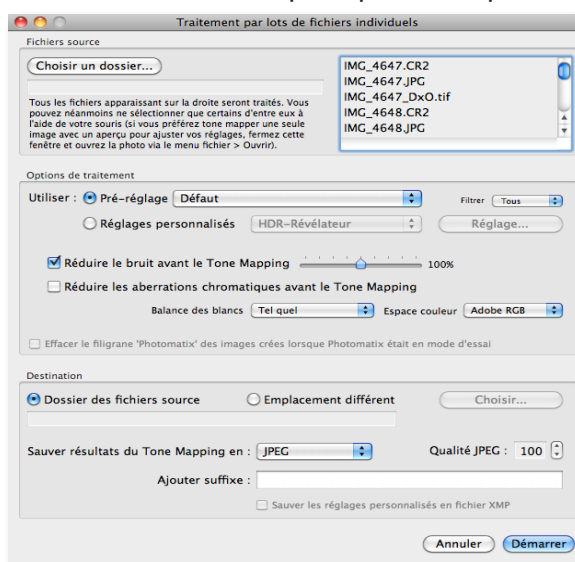 Traitement par lots de fichiers individuels
Fichiers source
Choisir un dossier...
Tous les fichiers apparaissant sur la droite seront traités. Vous
pouvez néanmoins ne sélectionner que certains d'entre eux à
l'aide de votre souris (si vous préférez tone mapper une seule
image avec un aperçu pour ajuster vos réglages, fermez cette
fenêtre et ouvrez la photo via le menu fichier > Ouvrir).
IMG_4647.CR2
IMG_4647.JPG
IMG_4647_DxO.tif
IMG_4648.CR2
IMG_4648.JPG
Options de traitement
Utiliser : Pré-réglage Défaut Filtrer Tous
Réglages personnalisés HDR-Révélateur Réglage...
Réduire le bruit avant le Tone Mapping 100%
Réduire les aberrations chromatiques avant le Tone Mapping
Balance des blancs Tel quel Espace couleur Adobe RGB
Effacer le filigrane 'Photomatix' des images crées lorsque Photomatix était en mode d'essai
Destination
Dossier des fichiers source Emplacement différent Choisir...
Sauver résultats du Tone Mapping en : JPEG Qualité JPEG : 100
Ajouter suffixe :
Sauver les réglages personnalisés en fichier XMP
Annuler Démarrer